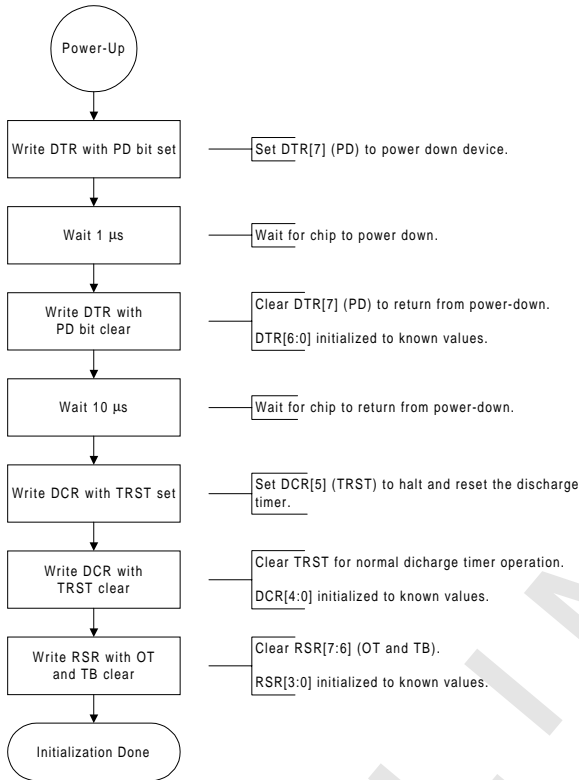 Power-Up
Write DTR with PD bit set
Set DTR[7] (PD) to power down device.
Wait 1 μs
Wait for chip to power down.
Write DTR with
PD bit clear
Clear DTR[7] (PD) to return from power-down.
DTR[6:0] initialized to known values.
Wait 10 μs
Wait for chip to return from power-down.
Write DCR with TRST set
Set DCR[5] (TRST) to halt and reset the discharge
timer.
Write DCR with
TRST clear
Clear TRST for normal dicharge timer operation.
DCR[4:0] initialized to known values.
Write RSR with OT
and TB clear
Clear RSR[7:6] (OT and TB).
RSR[3:0] initialized to known values.
Initialization Done